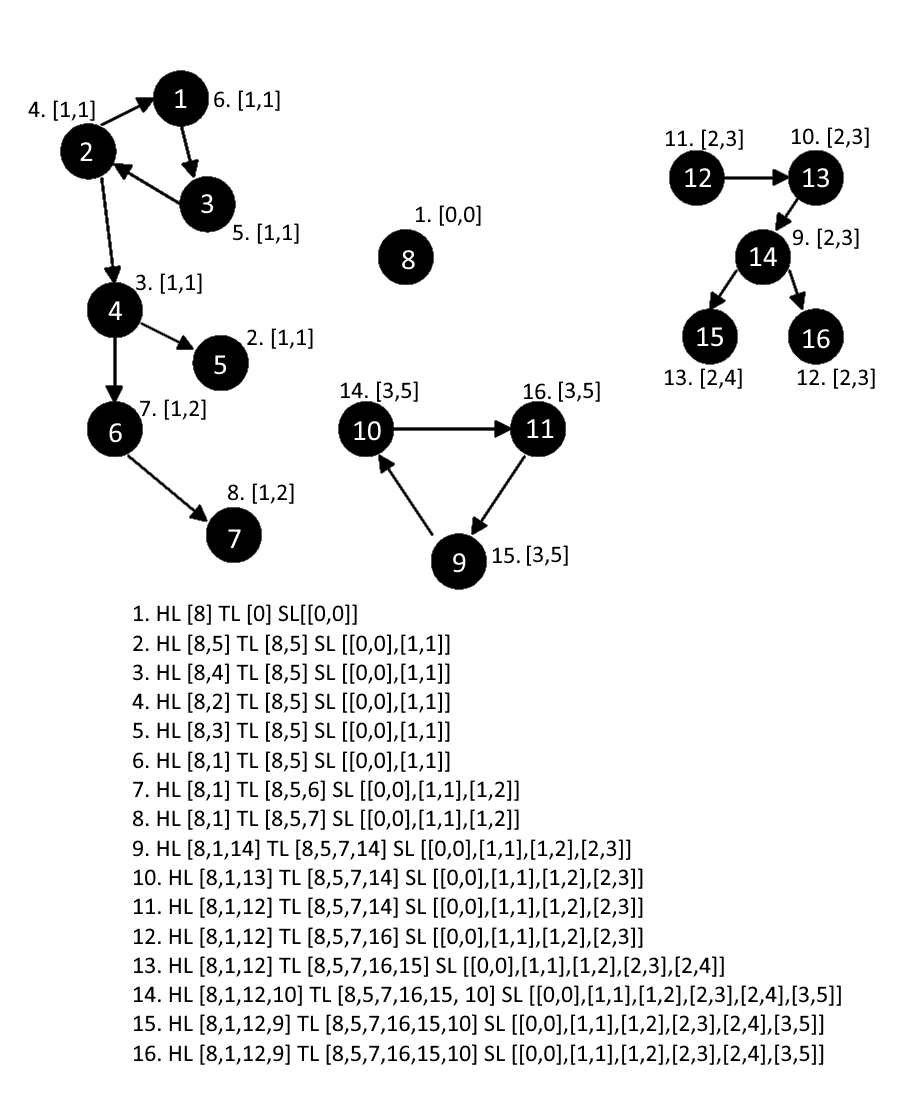 4. [1,1]
1
6. [1,1]
2
3
5. [1,1]
3. [1,1]
4
2. [1,1]
5
7. [1,2]
6
8. [1,2]
7
1. [0,0]
8
14. [3,5]
16. [3,5]
10
11
9
15. [3,5]
11. [2,3]
10. [2,3]
12
13
9. [2,3]
14
15
16
13. [2,4]
12. [2,3]
1. HL [8] TL [0] SL[[0,0]]
2. HL [8,5] TL [8,5] SL [[0,0],[1,1]]
3. HL [8,4] TL [8,5] SL [[0,0],[1,1]]
4. HL [8,2] TL [8,5] SL [[0,0],[1,1]]
5. HL [8,3] TL [8,5] SL [[0,0],[1,1]]
6. HL [8,1] TL [8,5] SL [[0,0],[1,1]]
7. HL [8,1] TL [8,5,6] SL [[0,0],[1,1],[1,2]]
8. HL [8,1] TL [8,5,7] SL [[0,0],[1,1],[1,2]]
9. HL [8,1,14] TL [8,5,7,14] SL [[0,0],[1,1],[1,2],[2,3]]
10. HL [8,1,13] TL [8,5,7,14] SL [[0,0],[1,1],[1,2],[2,3]]
11. HL [8,1,12] TL [8,5,7,14] SL [[0,0],[1,1],[1,2],[2,3]]
12. HL [8,1,12] TL [8,5,7,16] SL [[0,0],[1,1],[1,2],[2,3]]
13. HL [8,1,12] TL [8,5,7,16,15] SL [[0,0],[1,1],[1,2],[2,3],[2,4]]
14. HL [8,1,12,10] TL [8,5,7,16,15, 10] SL [[0,0],[1,1],[1,2],[2,3],[2,4],[3,5]]
15. HL [8,1,12,9] TL [8,5,7,16,15,10] SL [[0,0],[1,1],[1,2],[2,3],[2,4],[3,5]]
16. HL [8,1,12,9] TL [8,5,7,16,15,10] SL [[0,0],[1,1],[1,2],[2,3],[2,4],[3,5]]